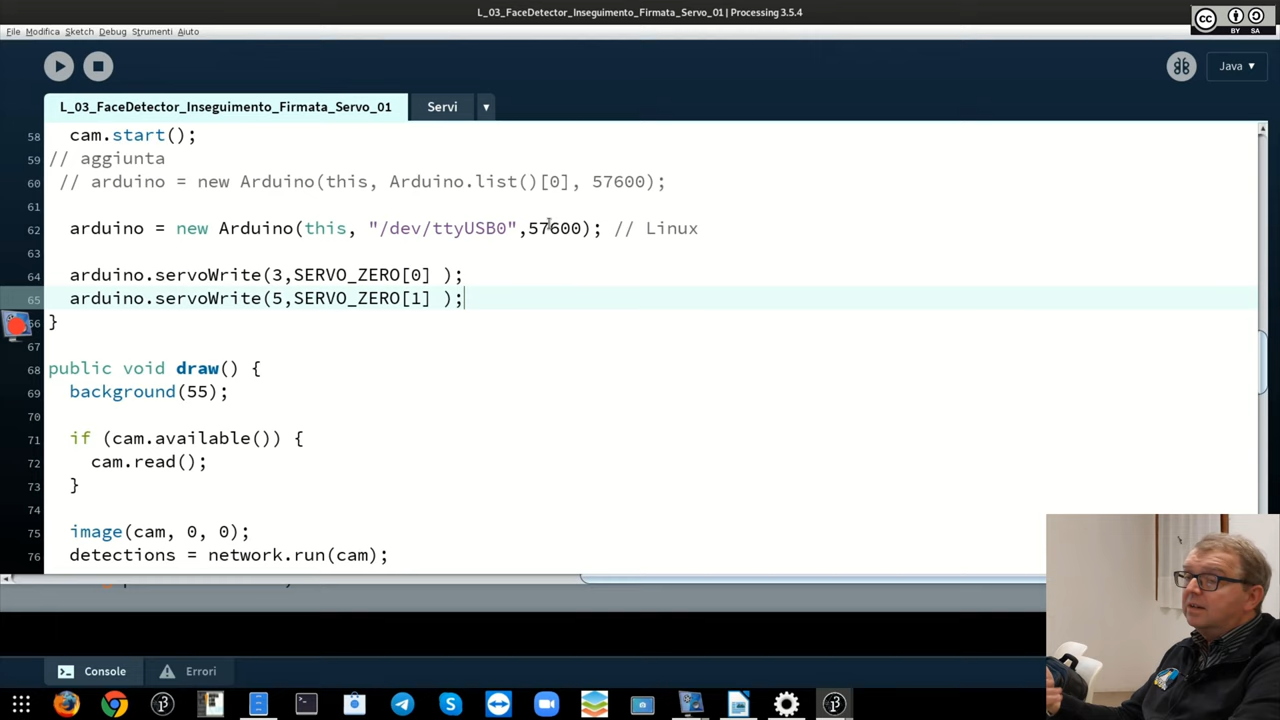 L_03_FaceDetector_Inseguimento_Firmata_Servo_01 | Processing 3.5.4
cc BY SA
File Modifica Sketch Debug Strumenti Aiuto
Java ▾
L_03_FaceDetector_Inseguimento_Firmata_Servo_01 Servi ▾
58 cam.start();
59 // aggiunta
60 // arduino = new Arduino(this, Arduino.list()[0], 57600);
61
62 arduino = new Arduino(this, "/dev/ttyUSB0",57600); // Linux
63
64 arduino.servoWrite(3,SERVO_ZERO[0] );
65 arduino.servoWrite(5,SERVO_ZERO[1] );
66 }
67
68 public void draw() {
69 background(55);
70
71 if (cam.available()) {
72 cam.read();
73 }
74
75 image(cam, 0, 0);
76 detections = network.run(cam);
Console Errori